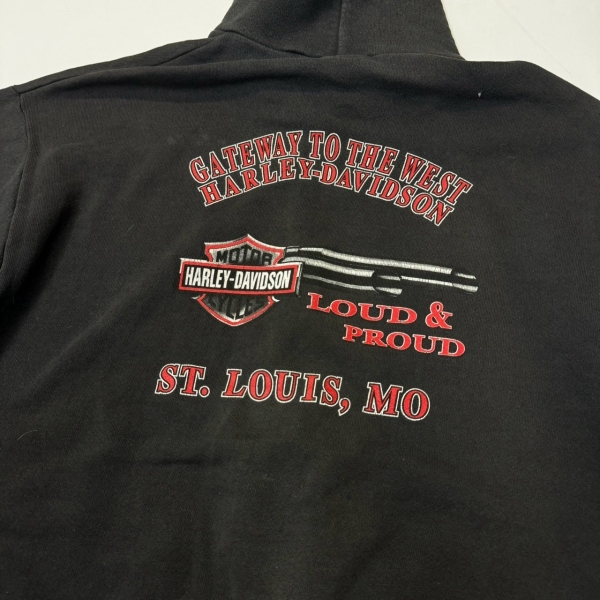 GATEWAY TO THE WEST
HARLEY-DAVIDSON
MOTOR
HARLEY-DAVIDSON
CYCLES
LOUD &
PROUD
ST. LOUIS, MO